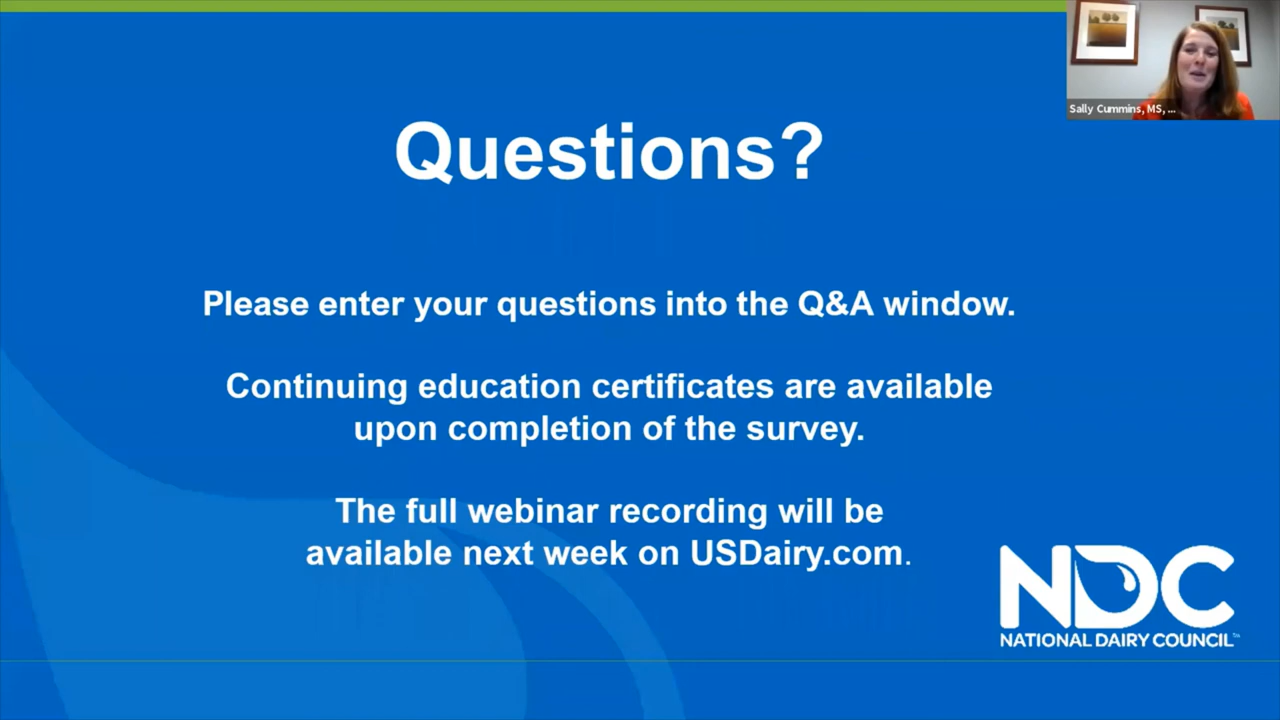 Sally Cummins, MS, ...
Questions?
Please enter your questions into the Q&A window.
Continuing education certificates are available
upon completion of the survey.
The full webinar recording will be
available next week on USDairy.com.
NDC
NATIONAL DAIRY COUNCIL